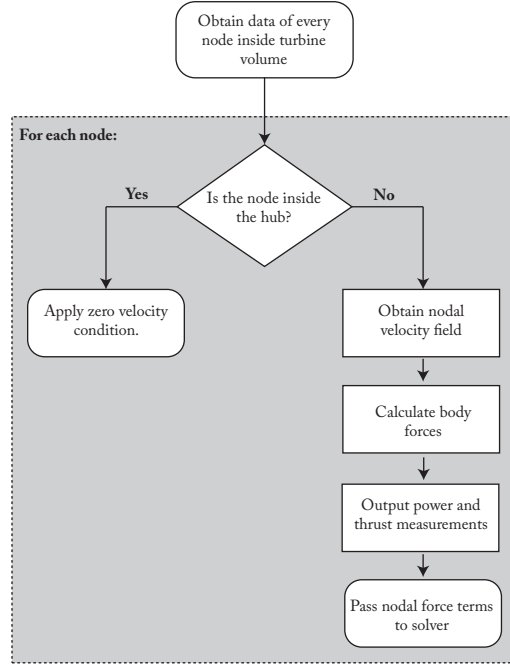 Obtain data of every
node inside turbine
volume
For each node:
Is the node inside
the hub?
Yes
No
Apply zero velocity
condition.
Obtain nodal
velocity field
Calculate body
forces
Output power and
thrust measurements
Pass nodal force terms
to solver